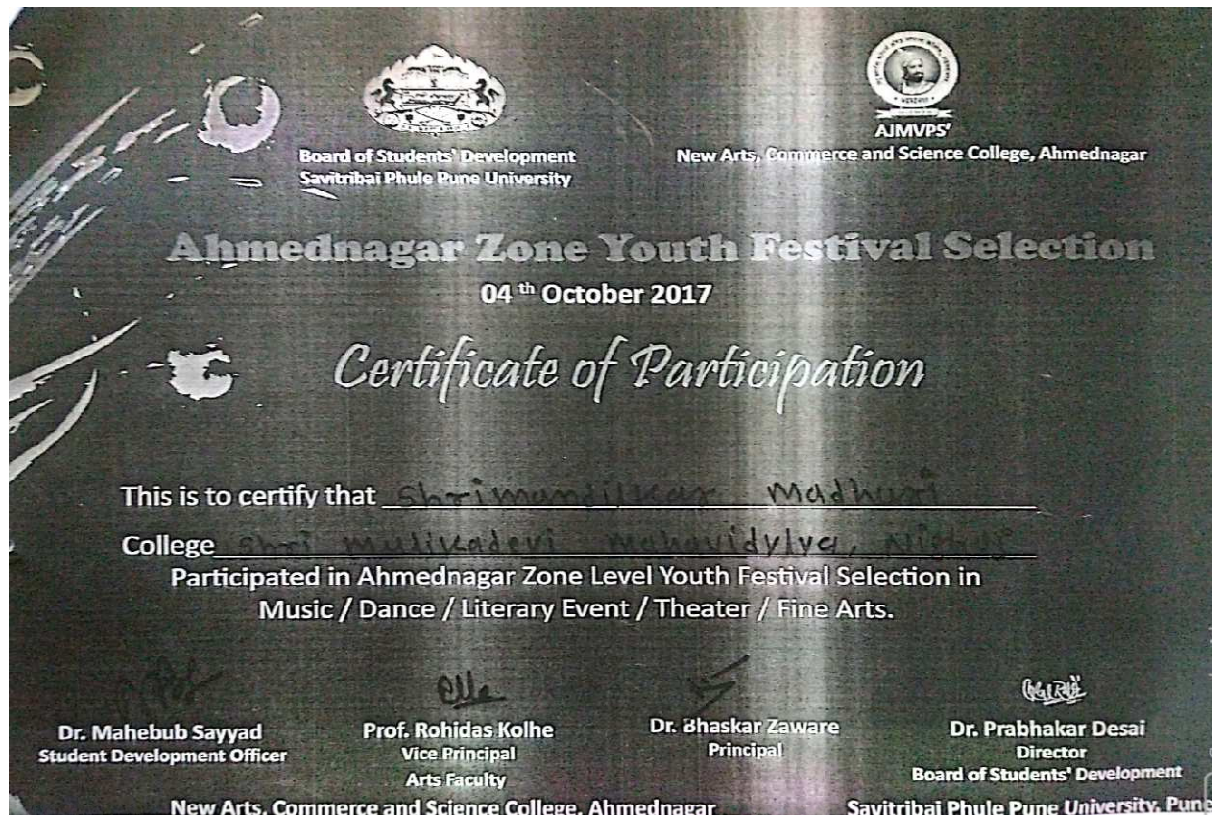 AJMVPS'
Board of Students' Development
Savitribai Phule Pune University
New Arts, Commerce and Science College, Ahmednagar
Ahmednagar Zone Youth Festival Selection
04 th October 2017
Certificate of Participation
This is to certify that Shrimandilkar Madhuri
College Shri Mulikadevi Mahavidylya,
Participated in Ahmednagar Zone Level Youth Festival Selection in
Music / Dance / Literary Event / Theater / Fine Arts.
Dr. Mahebub Sayyad
Student Development Officer
Prof. Rohidas Kolhe
Vice Principal
Arts Faculty
Dr. Bhaskar Zaware
Principal
New Arts, Commerce and Science College, Ahmednagar
Dr. Prabhakar Desai
Director
Board of Students' Development
Savitribai Phule Pune University, Pune